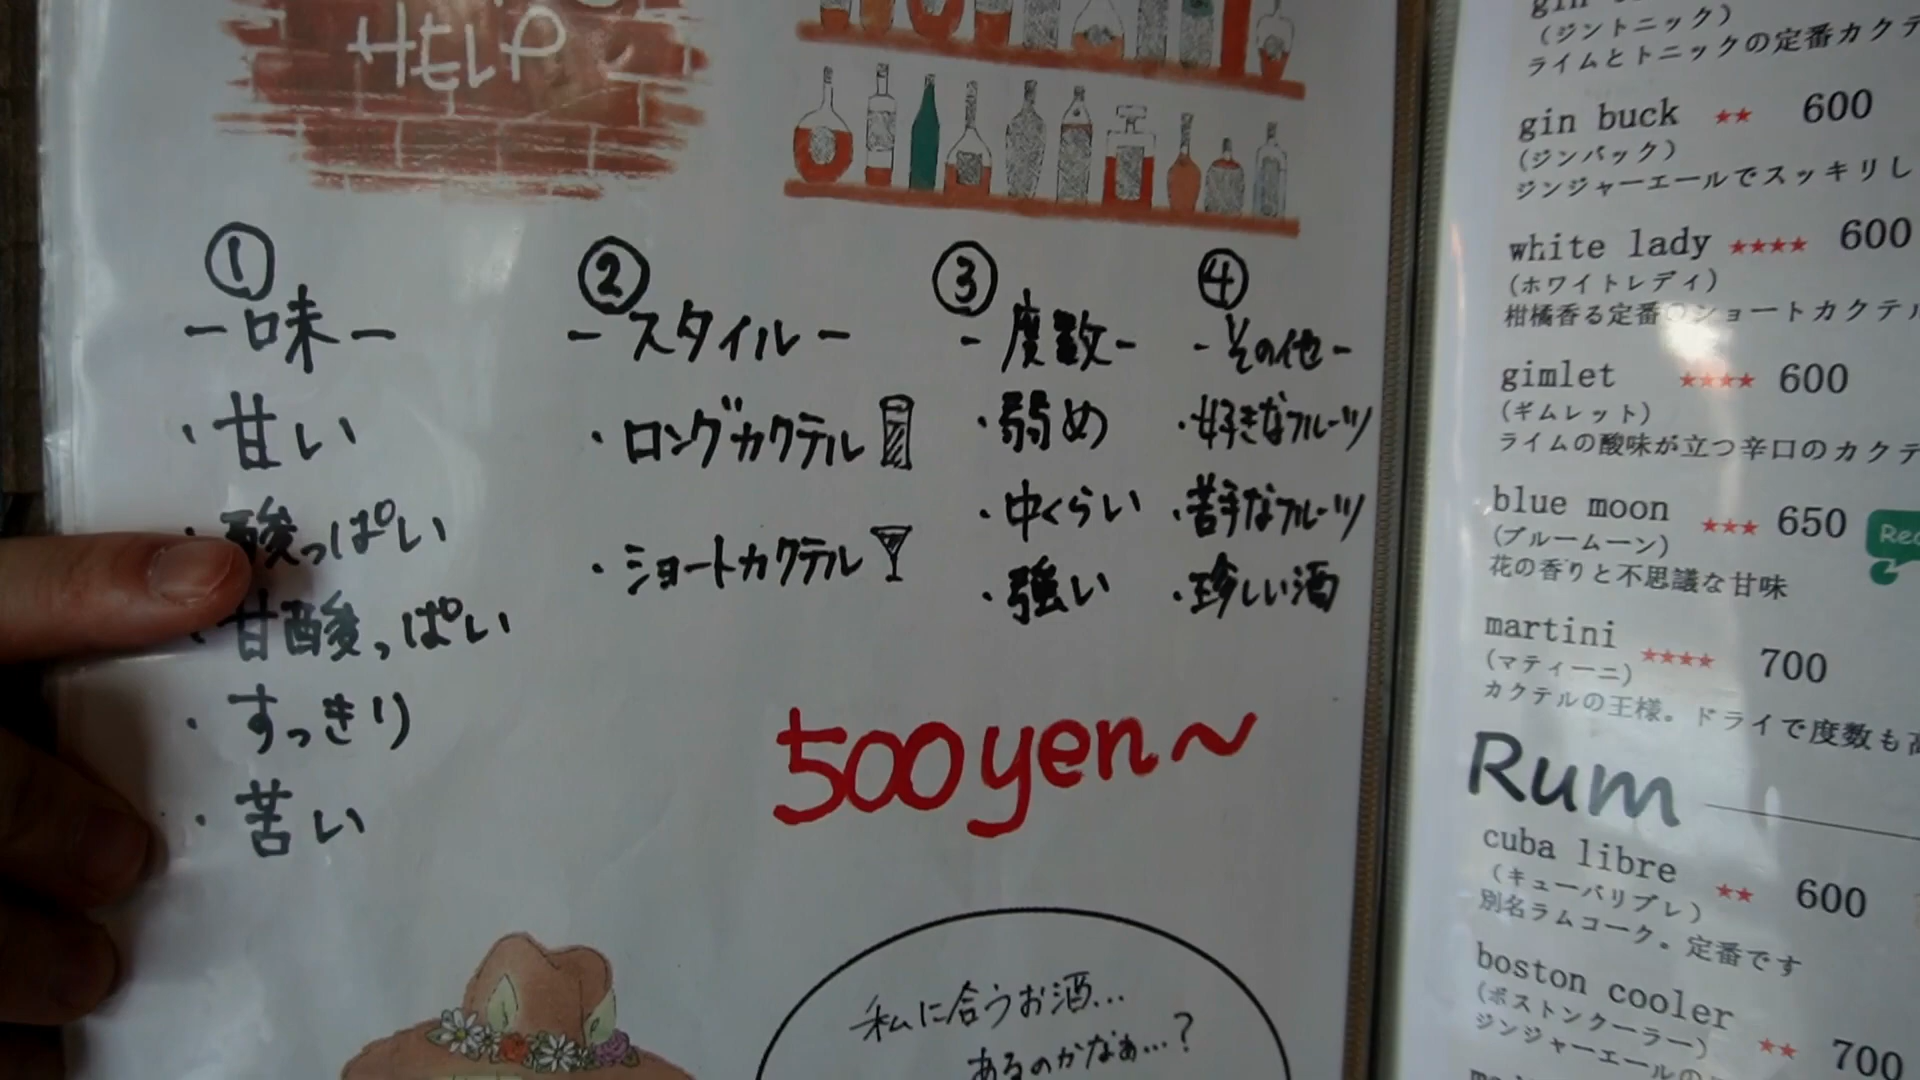 HELP
①
ー味ー
・甘い
・酸っぱい
・甘酸っぱい
・すっきり
・苦い
②
ースタイルー
・ロングカクテル
・ショートカクテル
③
-度数-
・弱め
・中くらい
・強い
④
-その他-
・好きなフルーツ
・苦手なフルーツ
・珍しい酒
500yen~
私に合うお酒...
あるのかなぁ...?
(ジントニック)
ライムとトニックの定番カクテ
gin buck ★★ 600
(ジンバック)
ジンジャーエールでスッキリし
white lady ★★★★ 600
(ホワイトレディ)
柑橘香る定番のショートカクテル
gimlet ★★★★ 600
(ギムレット)
ライムの酸味が立つ辛口のカクテ
blue moon ★★★ 650
(ブルームーン)
花の香りと不思議な甘味
martini ★★★★ 700
(マティーニ)
カクテルの王様。ドライで度数も高
Rum
cuba libre ★★ 600
(キューバリブレ)
別名ラムコーク。定番です
boston cooler ★★ 700
(ボストンクーラー)
ジンジャーエールの